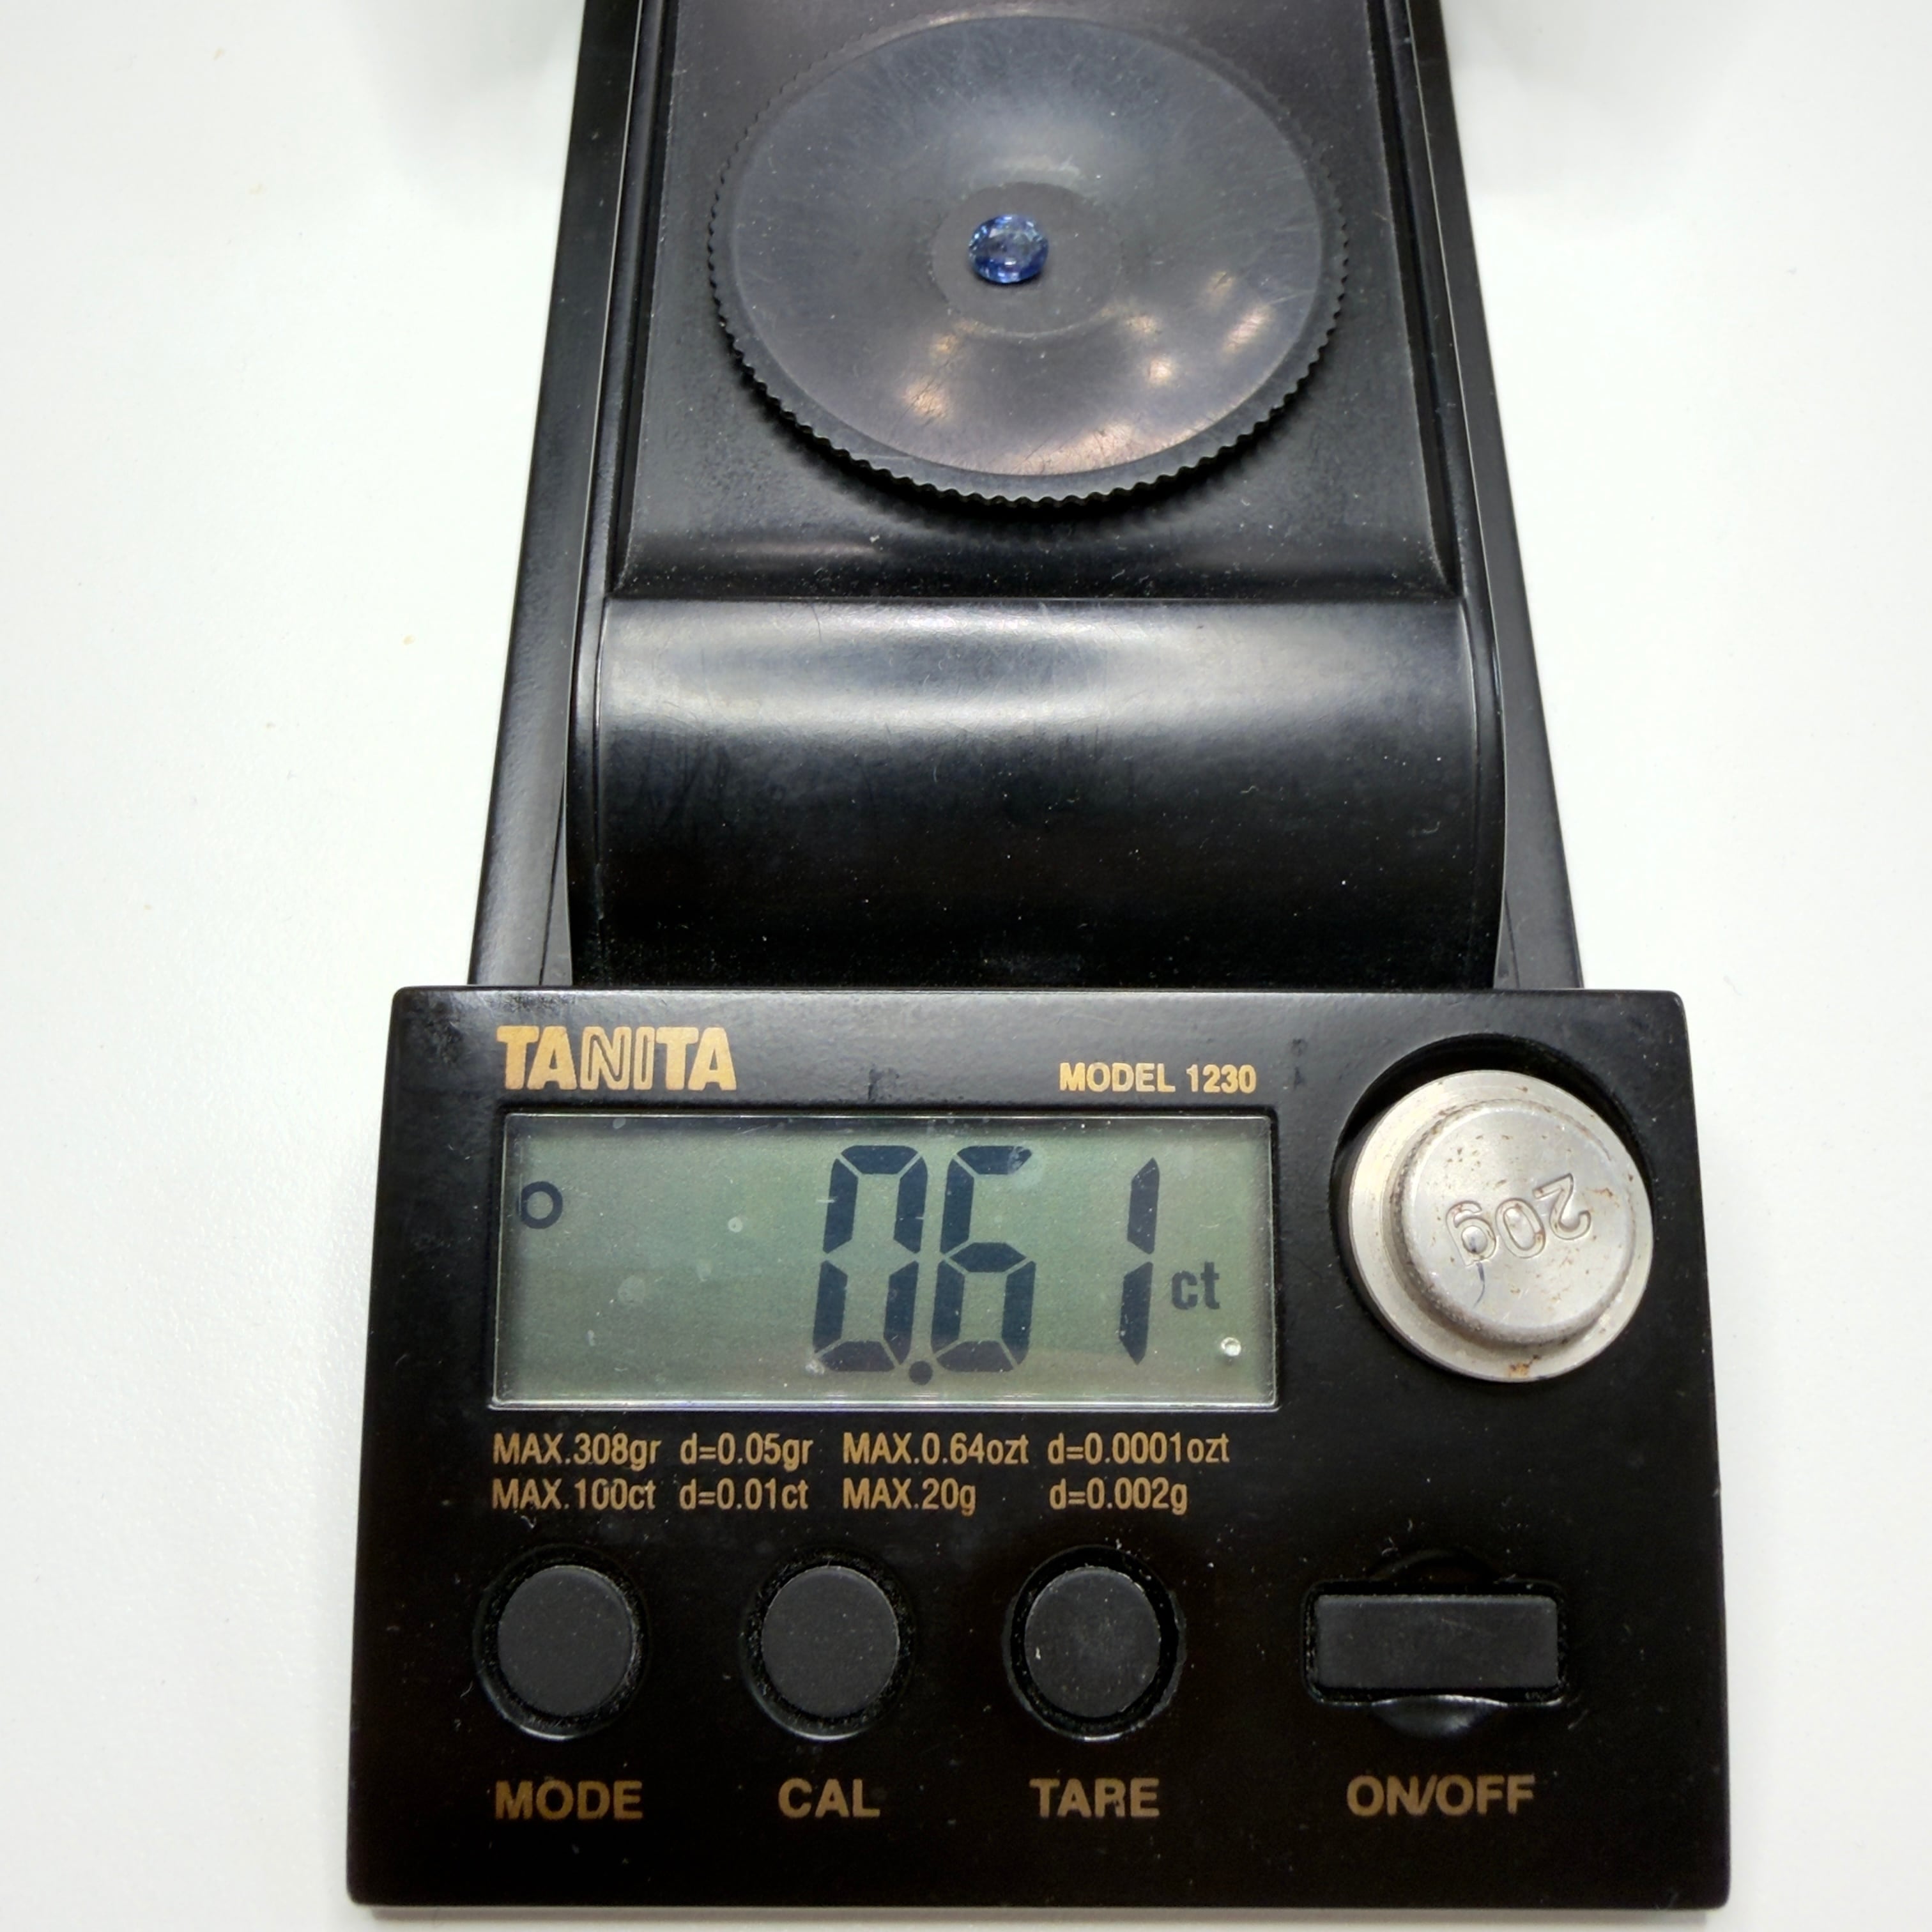 TANITA
MODEL 1230
o 0.61 ct
20g
MAX.308gr d=0.05gr MAX.0.64ozt d=0.0001ozt
MAX.100ct d=0.01ct MAX.20g d=0.002g
MODE CAL TARE ON/OFF